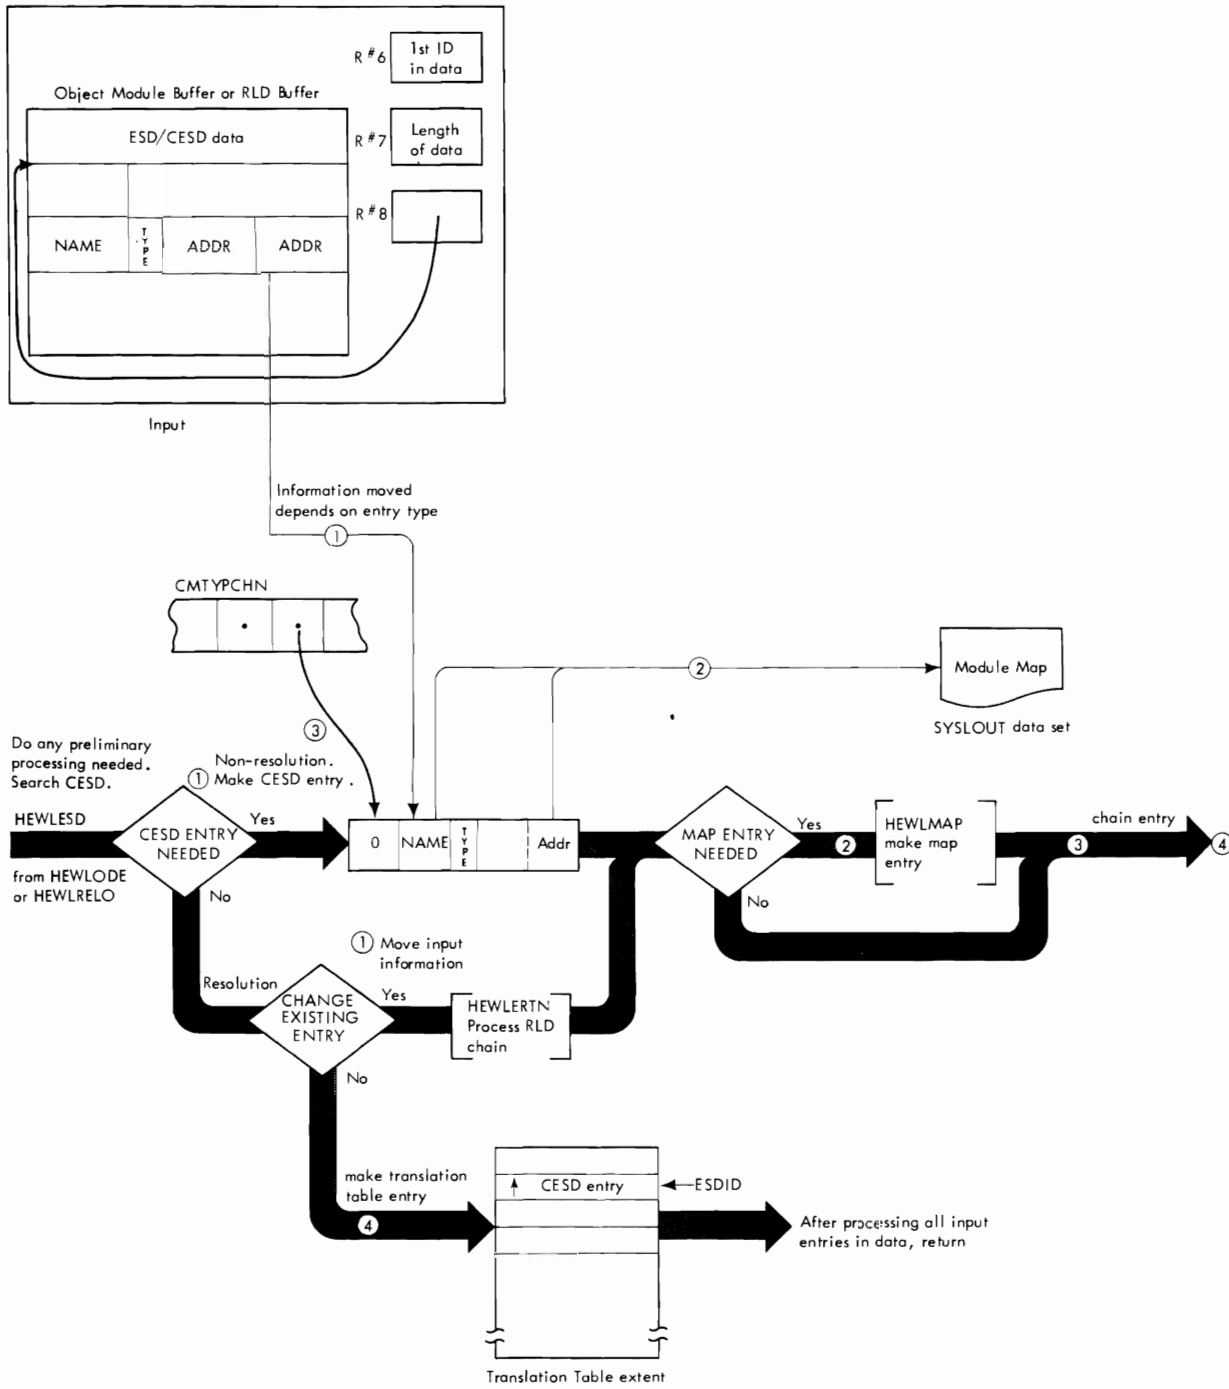 R #6
1st ID
in data
Object Module Buffer or RLD Buffer
ESD/CESD data
R #7
Length
of data
R #8
NAME
TYPE
ADDR
ADDR
Input
Information moved
depends on entry type
1
CMTYPCHN
2
Module Map
SYSLOUT data set
3
Do any preliminary
processing needed.
Search CESD.
1 Non-resolution.
Make CESD entry.
HEWLESD
CESD ENTRY
NEEDED
Yes
0
NAME
TYPE
Addr
MAP ENTRY
NEEDED
Yes
2
HEWLMAP
make map
entry
3
chain entry
4
from HEWLODE
or HEWLRELO
No
No
1 Move input
information
Resolution
CHANGE
EXISTING
ENTRY
Yes
HEWLERTN
Process RLD
chain
No
make translation
table entry
4
CESD entry
ESDID
After processing all input
entries in data, return
Translation Table extent